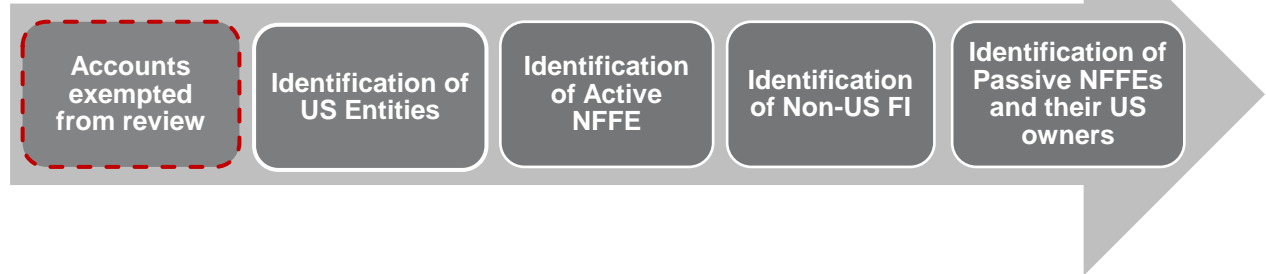 Accounts
exempted
from review
Identification of
US Entities
Identification
of Active
NFFE
Identification
of Non-US FI
Identification of
Passive NFFEs
and their US
owners